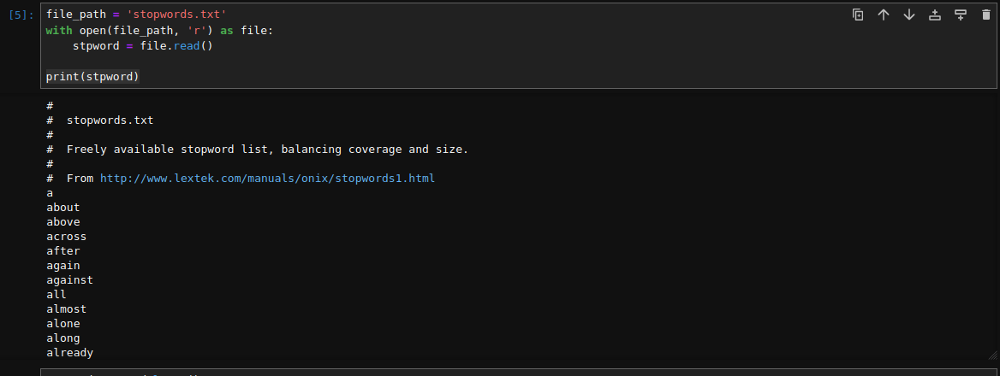 [5]: file_path = 'stopwords.txt'
with open(file_path, 'r') as file:
    stpword = file.read()

print(stpword)

#
#  stopwords.txt
#
#  Freely available stopword list, balancing coverage and size.
#
#  From http://www.lextek.com/manuals/onix/stopwords1.html
a
about
above
across
after
again
against
all
almost
alone
along
already